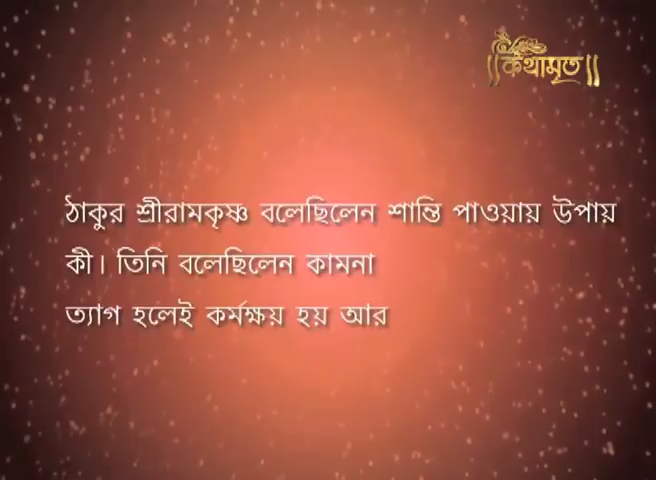 ॥কথামৃত॥
ঠাকুর শ্রীরামকৃষ্ণ বলেছিলেন শান্তি পাওয়ায় উপায়
কী। তিনি বলেছিলেন কামনা
ত্যাগ হলেই কর্মক্ষয় হয় আর